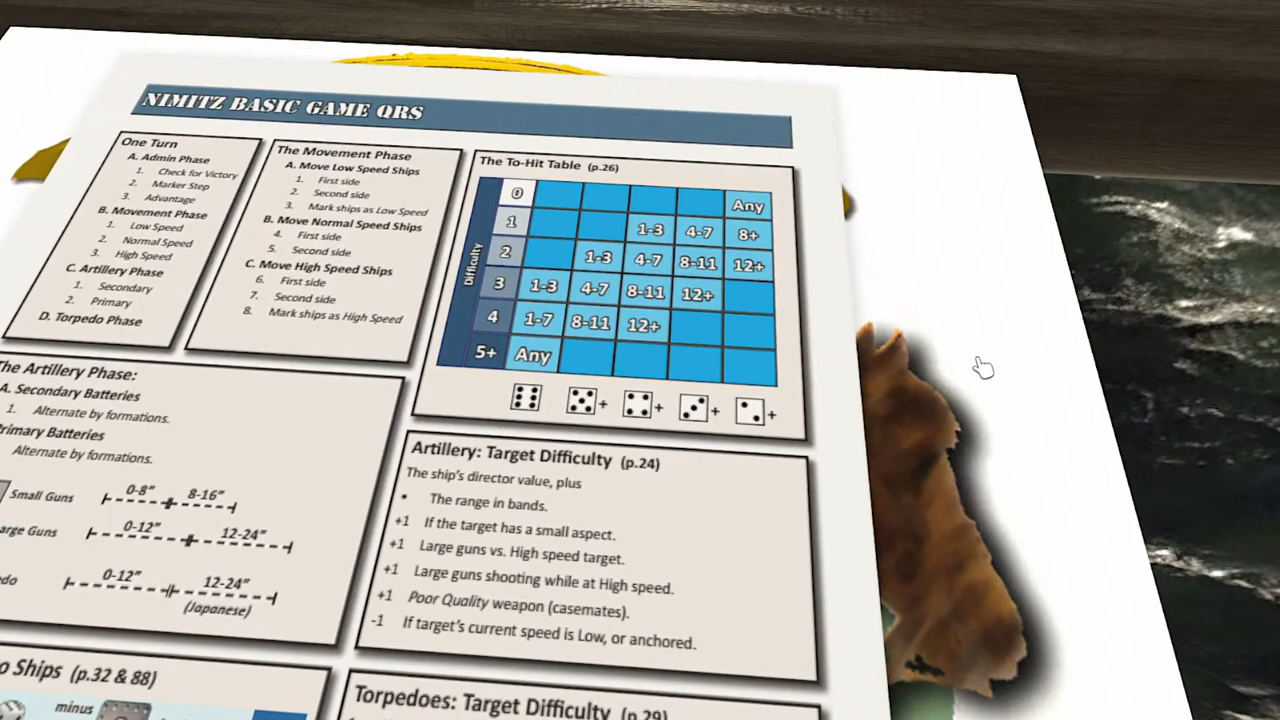 NIMITZ BASIC GAME QRS
One Turn
A. Admin Phase
1. Check for Victory
2. Marker Step
3. Advantage
B. Movement Phase
1. Low Speed
2. Normal Speed
3. High Speed
C. Artillery Phase
1. Secondary
2. Primary
D. Torpedo Phase
The Movement Phase
A. Move Low Speed Ships
1. First side
2. Second side
3. Mark ships as Low Speed
B. Move Normal Speed Ships
4. First side
5. Second side
C. Move High Speed Ships
6. First side
7. Second side
8. Mark ships as High Speed
The To-Hit Table (p.26)
Difficulty
0 Any
1 1-3 4-7 8+
2 1-3 4-7 8-11 12+
3 1-3 4-7 8-11 12+
4 1-7 8-11 12+
5+ Any
+ + + +
The Artillery Phase:
A. Secondary Batteries
1. Alternate by formations.
Primary Batteries
Alternate by formations.
Small Guns 0-8" 8-16"
arge Guns 0-12" 12-24"
do 0-12" 12-24"
(Japanese)
Artillery: Target Difficulty (p.24)
The ship's director value, plus
• The range in bands.
+1 If the target has a small aspect.
+1 Large guns vs. High speed target.
+1 Large guns shooting while at High speed.
+1 Poor Quality weapon (casemates).
-1 If target's current speed is Low, or anchored.
o Ships (p.32 & 88)
minus
Torpedoes: Target Difficulty (p.29)